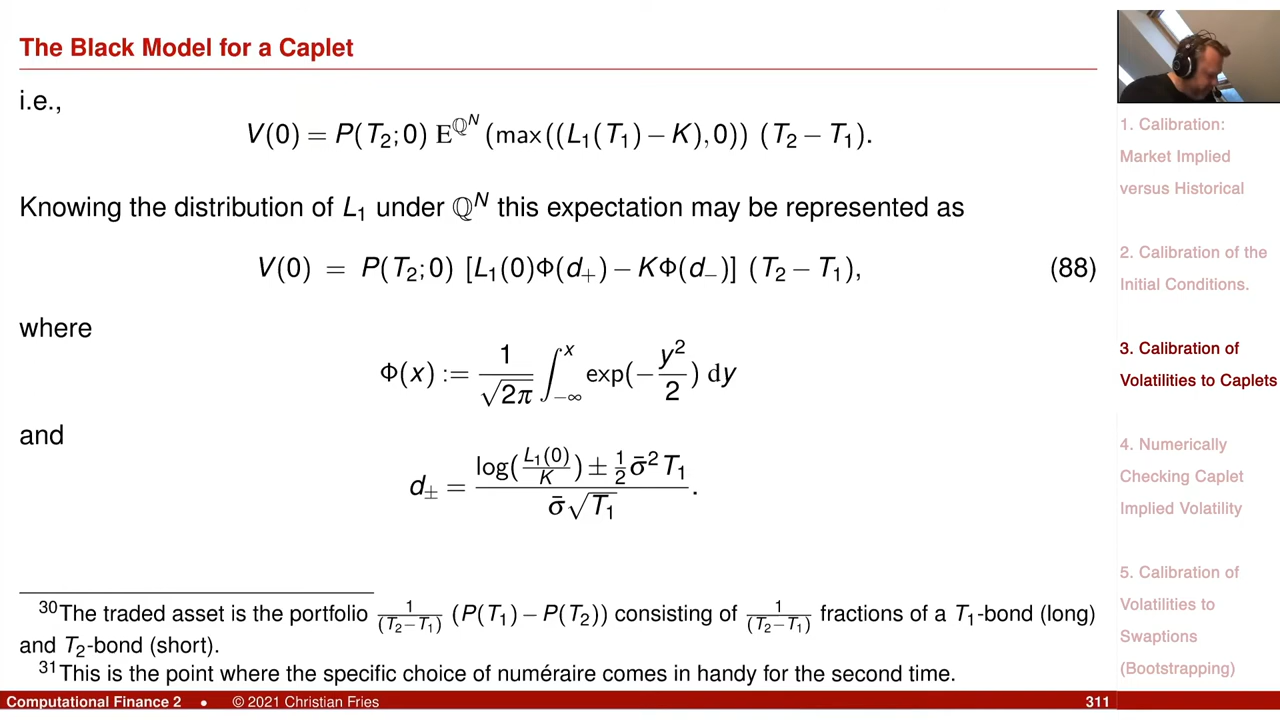 The Black Model for a Caplet
i.e.,
V(0) = P(T₂;0) E^{ℚ^N} (max((L₁(T₁) − K), 0)) (T₂ − T₁).
Knowing the distribution of L₁ under ℚ^N this expectation may be represented as
V(0) = P(T₂;0) [L₁(0)Φ(d₊) − KΦ(d₋)] (T₂ − T₁), (88)
where
Φ(x) := 1/√(2π) ∫_{−∞}^{x} exp(−y²/2) dy
and
d± = (log(L₁(0)/K) ± ½ σ̄² T₁) / (σ̄ √T₁).
³⁰The traded asset is the portfolio 1/(T₂−T₁) (P(T₁) − P(T₂)) consisting of 1/(T₂−T₁) fractions of a T₁-bond (long)
and T₂-bond (short).
³¹This is the point where the specific choice of numéraire comes in handy for the second time.
Computational Finance 2 • © 2021 Christian Fries 311
1. Calibration:
Market Implied
versus Historical
2. Calibration of the
Initial Conditions.
3. Calibration of
Volatilities to Caplets
4. Numerically
Checking Caplet
Implied Volatility
5. Calibration of
Volatilities to
Swaptions
(Bootstrapping)